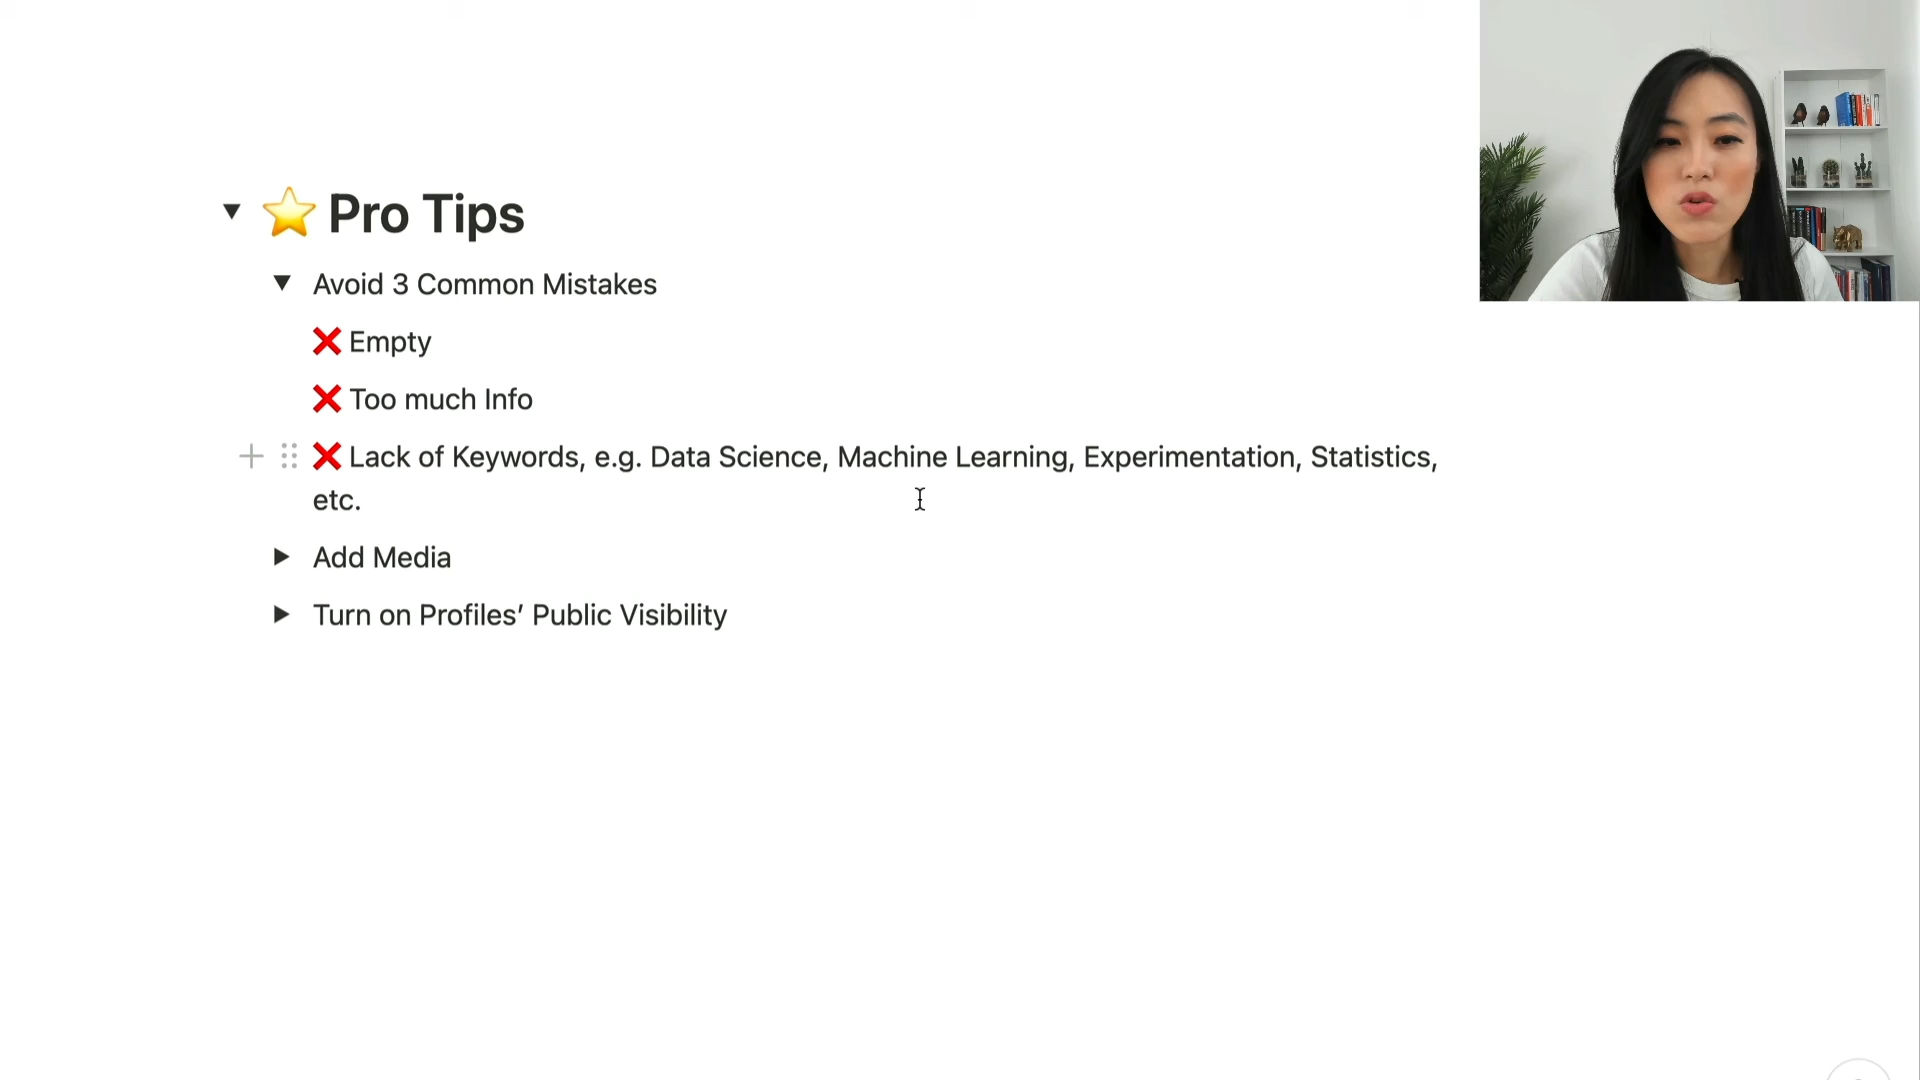 Pro Tips
Avoid 3 Common Mistakes
Empty
Too much Info
Lack of Keywords, e.g. Data Science, Machine Learning, Experimentation, Statistics,
etc.
Add Media
Turn on Profiles’ Public Visibility